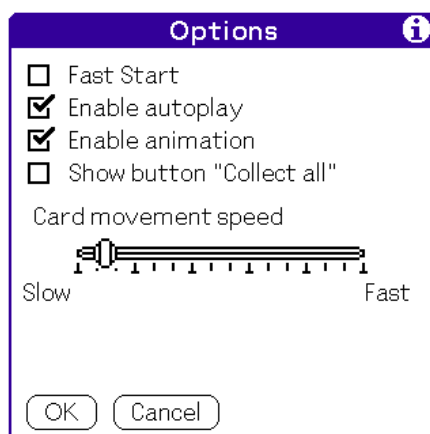 Options
Fast Start
Enable autoplay
Enable animation
Show button "Collect all"
Card movement speed
Slow Fast
OK Cancel